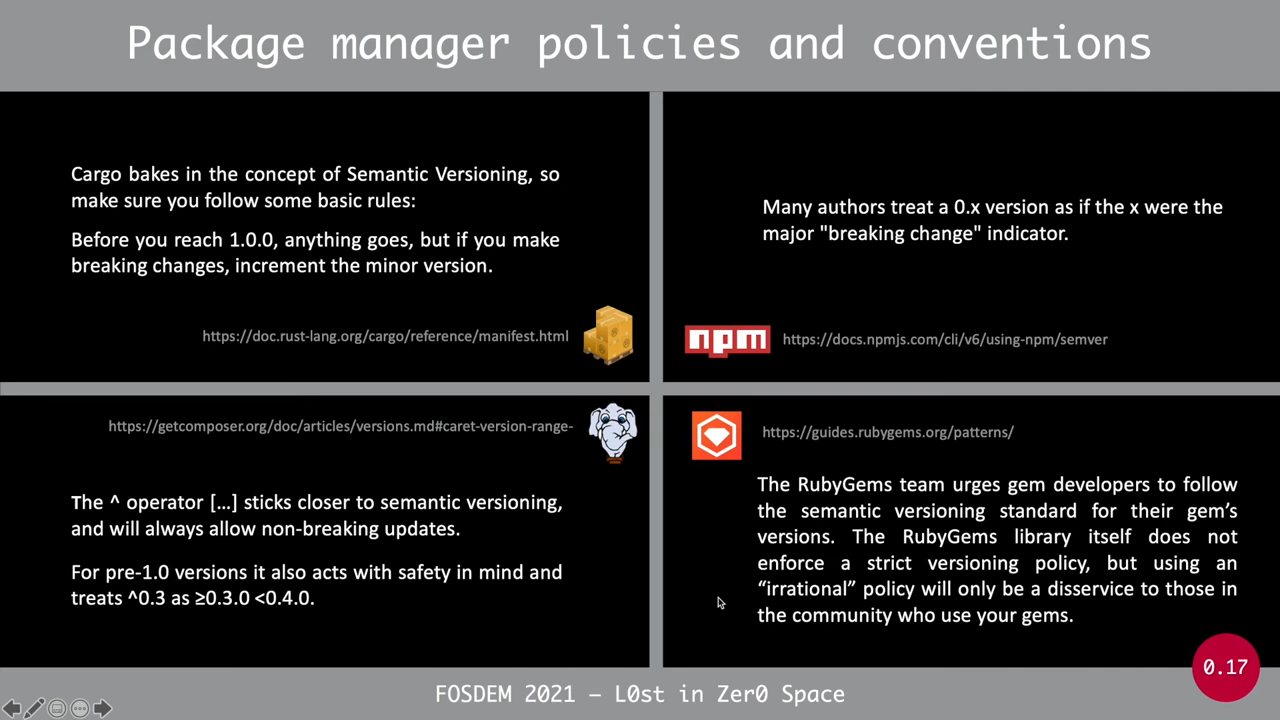 Package manager policies and conventions
Cargo bakes in the concept of Semantic Versioning, so
make sure you follow some basic rules:
Before you reach 1.0.0, anything goes, but if you make
breaking changes, increment the minor version.
https://doc.rust-lang.org/cargo/reference/manifest.html
Many authors treat a 0.x version as if the x were the
major "breaking change" indicator.
npm
https://docs.npmjs.com/cli/v6/using-npm/semver
https://getcomposer.org/doc/articles/versions.md#caret-version-range-
The ^ operator [...] sticks closer to semantic versioning,
and will always allow non-breaking updates.
For pre-1.0 versions it also acts with safety in mind and
treats ^0.3 as ≥0.3.0 <0.4.0.
https://guides.rubygems.org/patterns/
The RubyGems team urges gem developers to follow
the semantic versioning standard for their gem’s
versions. The RubyGems library itself does not
enforce a strict versioning policy, but using an
“irrational” policy will only be a disservice to those in
the community who use your gems.
0.17
FOSDEM 2021 – L0st in Zer0 Space